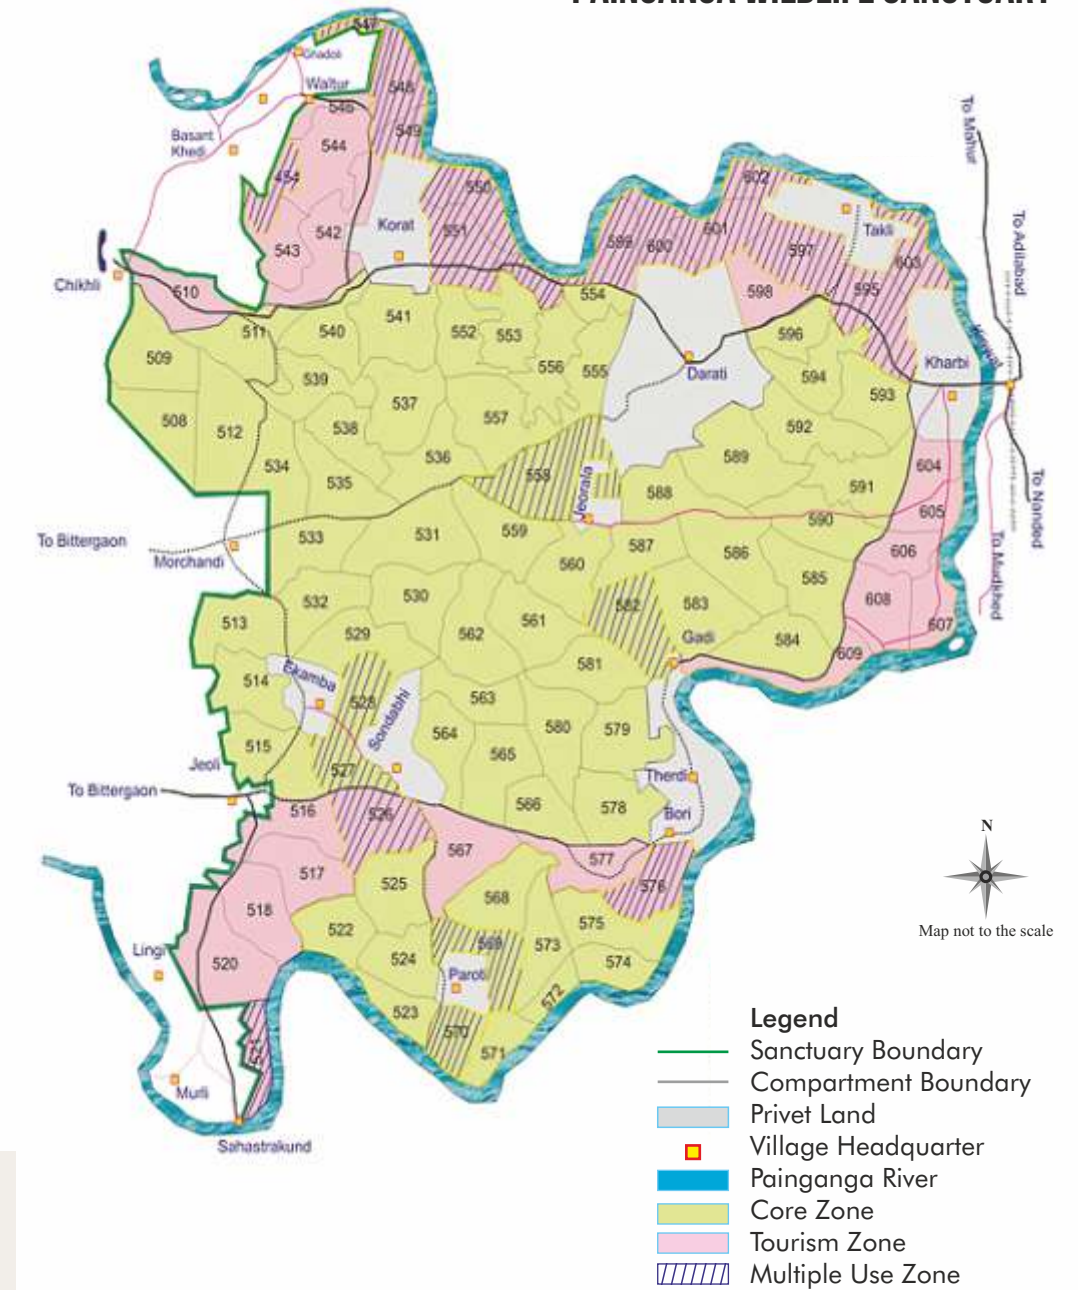 PAINGANGA WILDLIFE SANCTUARY
547
Ghadoli
Waltur
548
546
549
Basant
Khedi
544
454
550
602
Korat
551
542
543
599
600
601
597
Takli
603
To Mahur
To Adilabad
Chikhli
510
554
598
595
511
540
541
552
553
596
Kharbi
509
556
555
Darati
539
594
593
537
508
512
538
557
592
534
536
589
604
535
558
Jeorala
588
591
605
To Nanded
590
To Bittergaon
533
531
559
587
586
606
Morchandi
560
585
To Mudkhed
532
530
582
583
608
513
529
562
561
607
Gadi
584
609
581
514
Ekamba
528
Sondabhi
563
564
580
579
515
565
Jeoli
527
Therdi
To Bittergaon
516
526
566
578
Bori
567
577
517
525
576
N
568
518
522
575
Map not to the scale
569
573
Lingi
520
524
574
Paroti
572
523
570
521
571
Murli
Sahastrakund
Legend
Sanctuary Boundary
Compartment Boundary
Privet Land
Village Headquarter
Painganga River
Core Zone
Tourism Zone
Multiple Use Zone